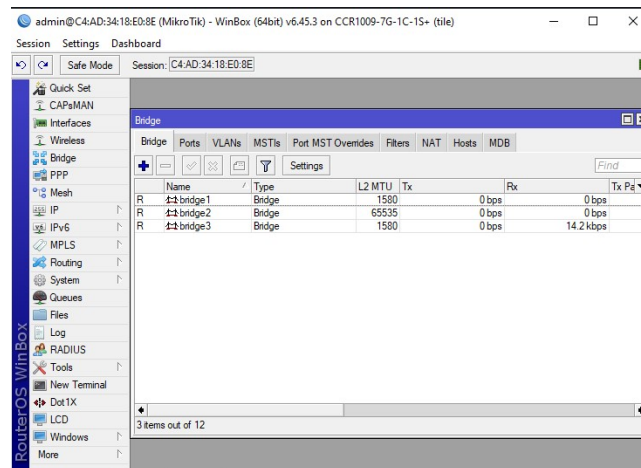 admin@C4:AD:34:18:E0:8E (MikroTik) - WinBox (64bit) v6.45.3 on CCR1009-7G-1C-1S+ (tile)
Session Settings Dashboard
Safe Mode Session: C4:AD:34:18:E0:8E
Quick Set
CAPsMAN
Interfaces
Wireless
Bridge
PPP
Mesh
IP
IPv6
MPLS
Routing
System
Queues
Files
Log
RADIUS
Tools
New Terminal
Dot1X
LCD
Windows
More
RouterOS WinBox
Bridge
Bridge Ports VLANs MSTIs Port MST Overrides Filters NAT Hosts MDB
Settings Find
Name / Type L2 MTU Tx Rx Tx Pa
R bridge1 Bridge 1580 0 bps 0 bps
R bridge2 Bridge 65535 0 bps 0 bps
R bridge3 Bridge 1580 0 bps 14.2 kbps
3 items out of 12